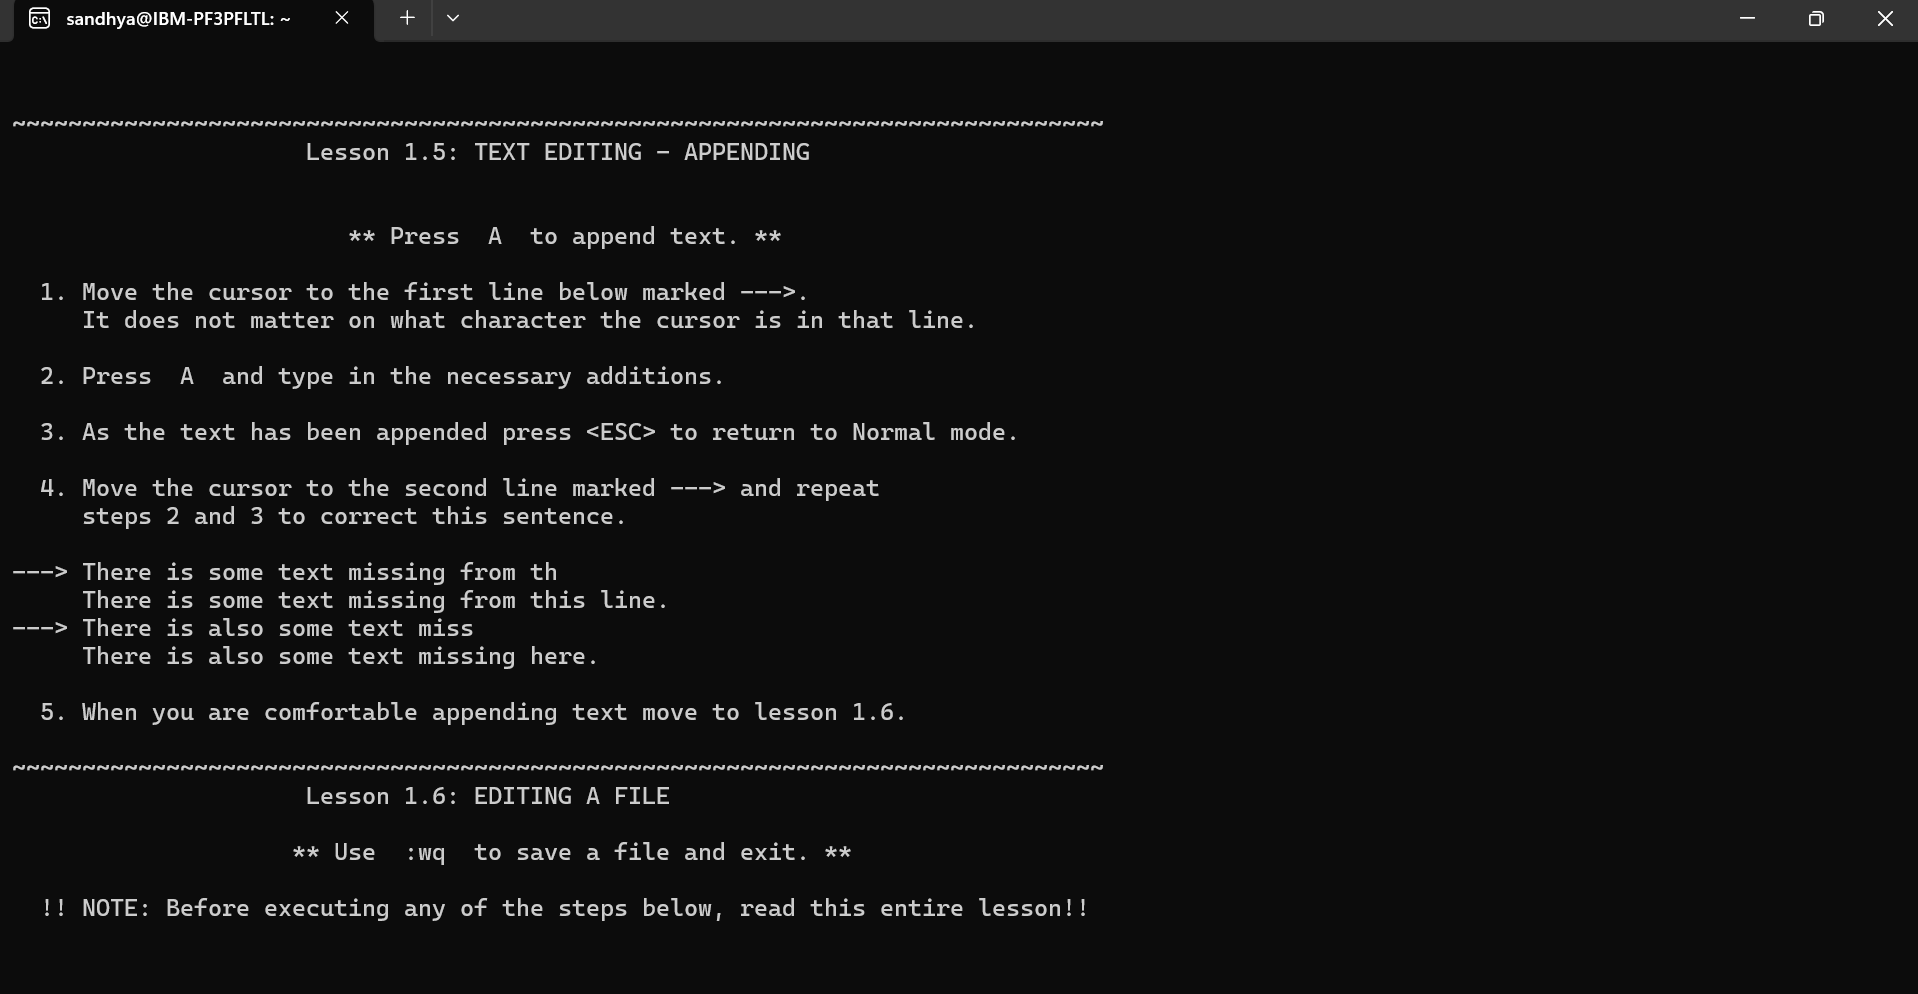 sandhya@IBM-PF3PFLTL: ~
~~~~~~~~~~~~~~~~~~~~~~~~~~~~~~~~~~~~~~~~~~~~~~~~~~~~~~~~~~~~~~~~~~~~~~~~~~~~~~
Lesson 1.5: TEXT EDITING - APPENDING
** Press  A  to append text. **
1. Move the cursor to the first line below marked --->.
It does not matter on what character the cursor is in that line.
2. Press  A  and type in the necessary additions.
3. As the text has been appended press <ESC> to return to Normal mode.
4. Move the cursor to the second line marked ---> and repeat
steps 2 and 3 to correct this sentence.
---> There is some text missing from th
There is some text missing from this line.
---> There is also some text miss
There is also some text missing here.
5. When you are comfortable appending text move to lesson 1.6.
~~~~~~~~~~~~~~~~~~~~~~~~~~~~~~~~~~~~~~~~~~~~~~~~~~~~~~~~~~~~~~~~~~~~~~~~~~~~~~
Lesson 1.6: EDITING A FILE
** Use  :wq  to save a file and exit. **
!! NOTE: Before executing any of the steps below, read this entire lesson!!